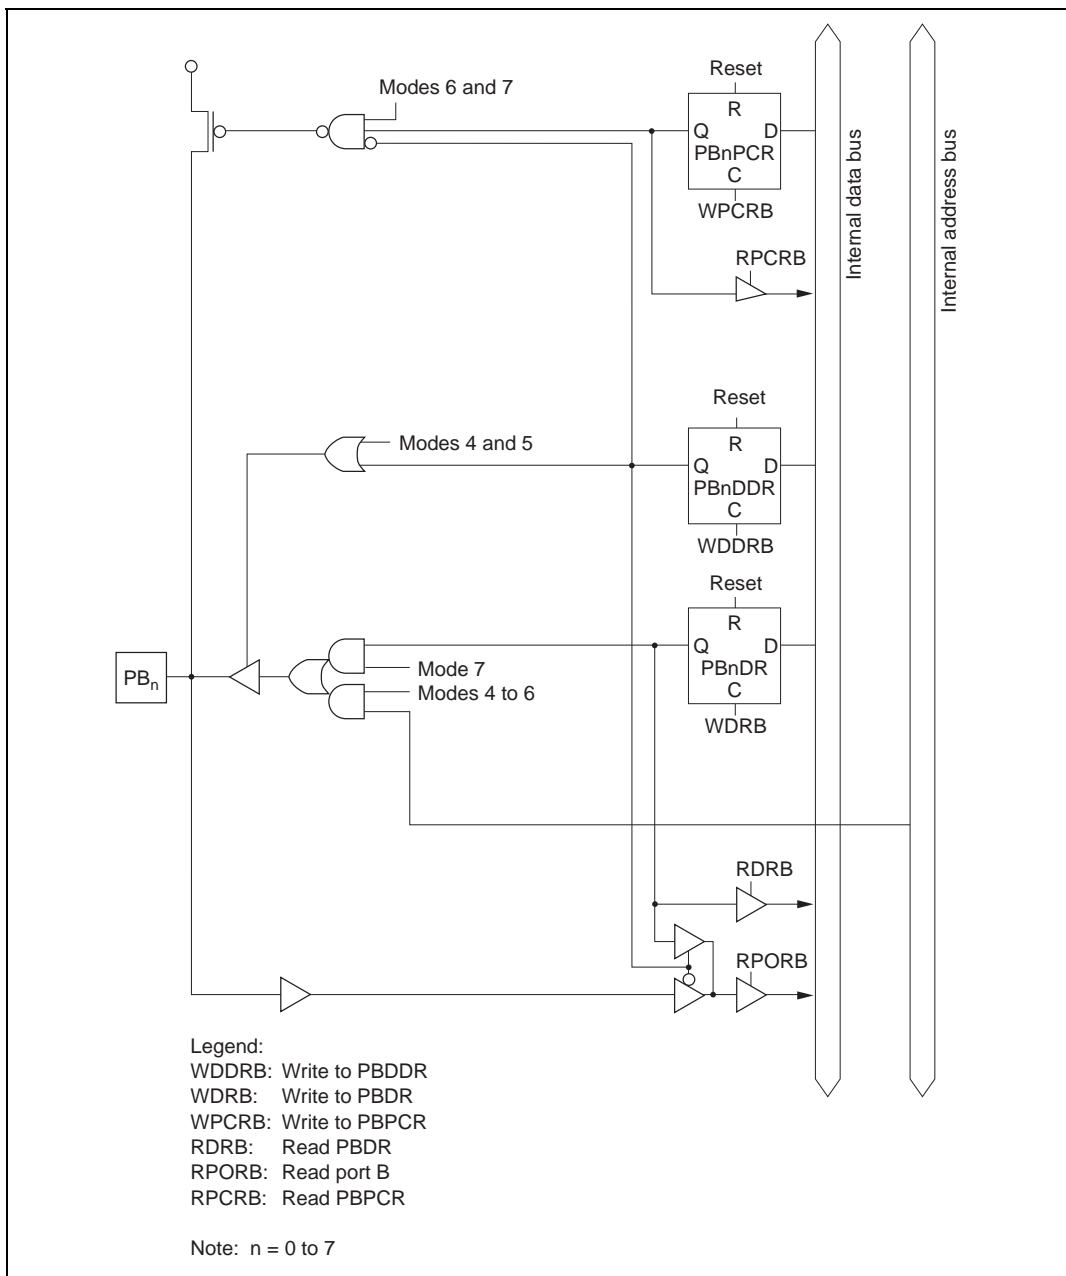 Reset
Modes 6 and 7
R
Q D
PBnPCR
C
WPCRB
RPCRB
Internal data bus
Internal address bus
Reset
Modes 4 and 5
R
Q D
PBnDDR
C
WDDRB
Reset
R
Q D
PBnDR
C
WDRB
Mode 7
Modes 4 to 6
PBn
RDRB
RPORB
Legend:
WDDRB: Write to PBDDR
WDRB: Write to PBDR
WPCRB: Write to PBPCR
RDRB: Read PBDR
RPORB: Read port B
RPCRB: Read PBPCR
Note: n = 0 to 7